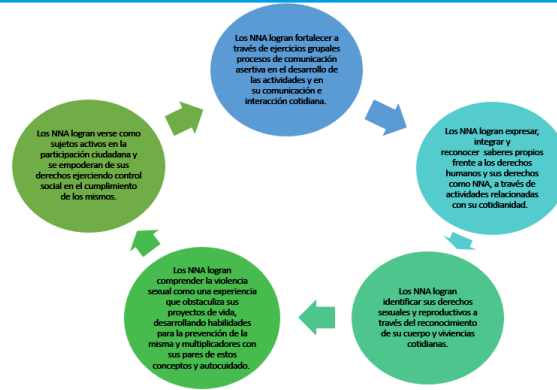 Los NNA logran fortalecer a
través de ejercicios grupales
procesos de comunicación
asertiva en el desarrollo de
las actividades y en
su comunicación e
interacción cotidiana.
Los NNA logran expresar,
integrar y
reconocer saberes propios
frente a los derechos
humanos y sus derechos
como NNA, a través de
actividades relacionadas
con su cotidianidad.
Los NNA logran
identificar sus derechos
sexuales y reproductivos a
través del reconocimiento
de su cuerpo y viviencias
cotidianas.
Los NNA logran
comprender la violencia
sexual como una experiencia
que obstaculiza sus
proyectos de vida,
desarrollando habilidades
para la prevención de la
misma y multiplicadores con
sus pares de estos
conceptos y autocuidado.
Los NNA logran verse como
sujetos activos en la
participación ciudadana y
se empoderan de sus
derechos ejerciendo control
social en el cumplimiento
de los mismos.